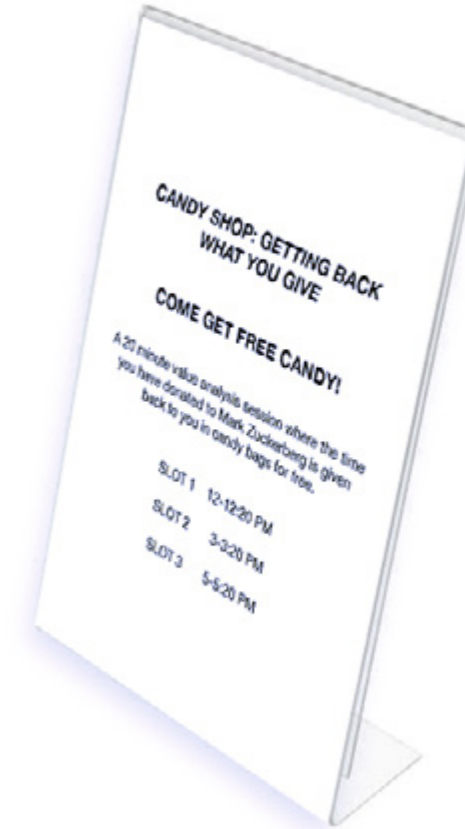 CANDY SHOP: GETTING BACK
WHAT YOU GIVE
COME GET FREE CANDY!
A 20 minute value analysis session where the time
you have donated to Mark Zuckerberg is given
back to you in candy bags for free.
SLOT 1 12-12:20 PM
SLOT 2 3-3:20 PM
SLOT 3 5-5:20 PM